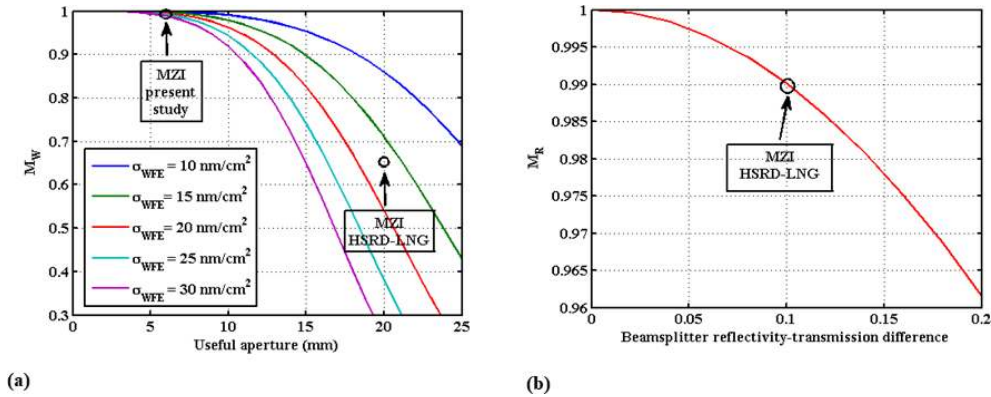 1
0.9
0.8
0.7
0.6
0.5
0.4
0.3
M_W
MZI
present
study
σ_WFE = 10 nm/cm²
σ_WFE = 15 nm/cm²
σ_WFE = 20 nm/cm²
σ_WFE = 25 nm/cm²
σ_WFE = 30 nm/cm²
MZI
HSRD-LNG
0 5 10 15 20 25
Useful aperture (mm)
(a)
1
0.995
0.99
0.985
0.98
0.975
0.97
0.965
0.96
M_R
MZI
HSRD-LNG
0 0.05 0.1 0.15 0.2
Beamsplitter reflectivity-transmission difference
(b)